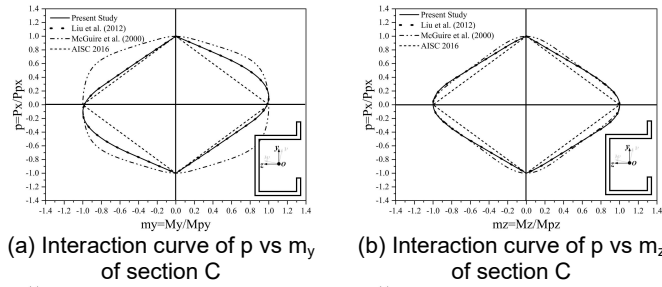 Present Study
Liu et al. (2012)
McGuire et al. (2000)
AISC 2016
p=Px/Ppx
1.4
1.2
1.0
0.8
0.6
0.4
0.2
0.0
-0.2
-0.4
-0.6
-0.8
-1.0
-1.2
-1.4
y
o
-1.4 -1.2 -1.0 -0.8 -0.6 -0.4 -0.2 0.0 0.2 0.4 0.6 0.8 1.0 1.2 1.4
my=My/Mpy
(a) Interaction curve of p vs my
of section C
Present Study
Liu et al. (2012)
McGuire et al. (2000)
AISC 2016
p=Px/Ppx
1.4
1.2
1.0
0.8
0.6
0.4
0.2
0.0
-0.2
-0.4
-0.6
-0.8
-1.0
-1.2
-1.4
y
o
-1.4 -1.2 -1.0 -0.8 -0.6 -0.4 -0.2 0.0 0.2 0.4 0.6 0.8 1.0 1.2 1.4
mz=Mz/Mpz
(b) Interaction curve of p vs mz
of section C